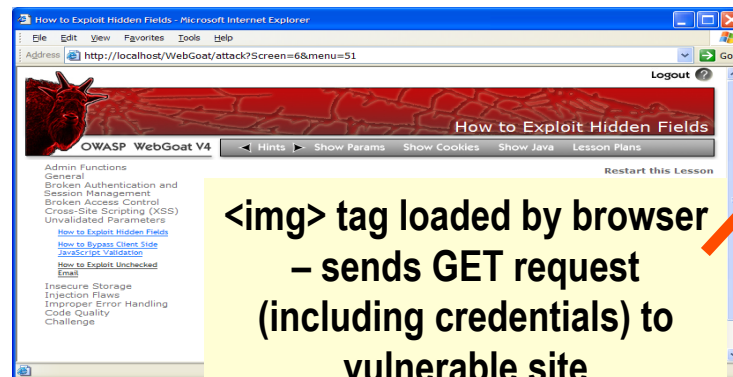 How to Exploit Hidden Fields - Microsoft Internet Explorer
File Edit View Favorites Tools Help
Address http://localhost/WebGoat/attack?Screen=6&menu=51 Go
Logout ?
How to Exploit Hidden Fields
OWASP WebGoat V4 Hints Show Params Show Cookies Show Java Lesson Plans
Restart this Lesson
Admin Functions
General
Broken Authentication and
Session Management
Broken Access Control
Cross-Site Scripting (XSS)
Unvalidated Parameters
How to Exploit Hidden Fields
How to Bypass Client Side
JavaScript Validation
How to Exploit Unchecked
Email
Insecure Storage
Injection Flaws
Improper Error Handling
Code Quality
Challenge
<img> tag loaded by browser
– sends GET request
(including credentials) to
vulnerable site